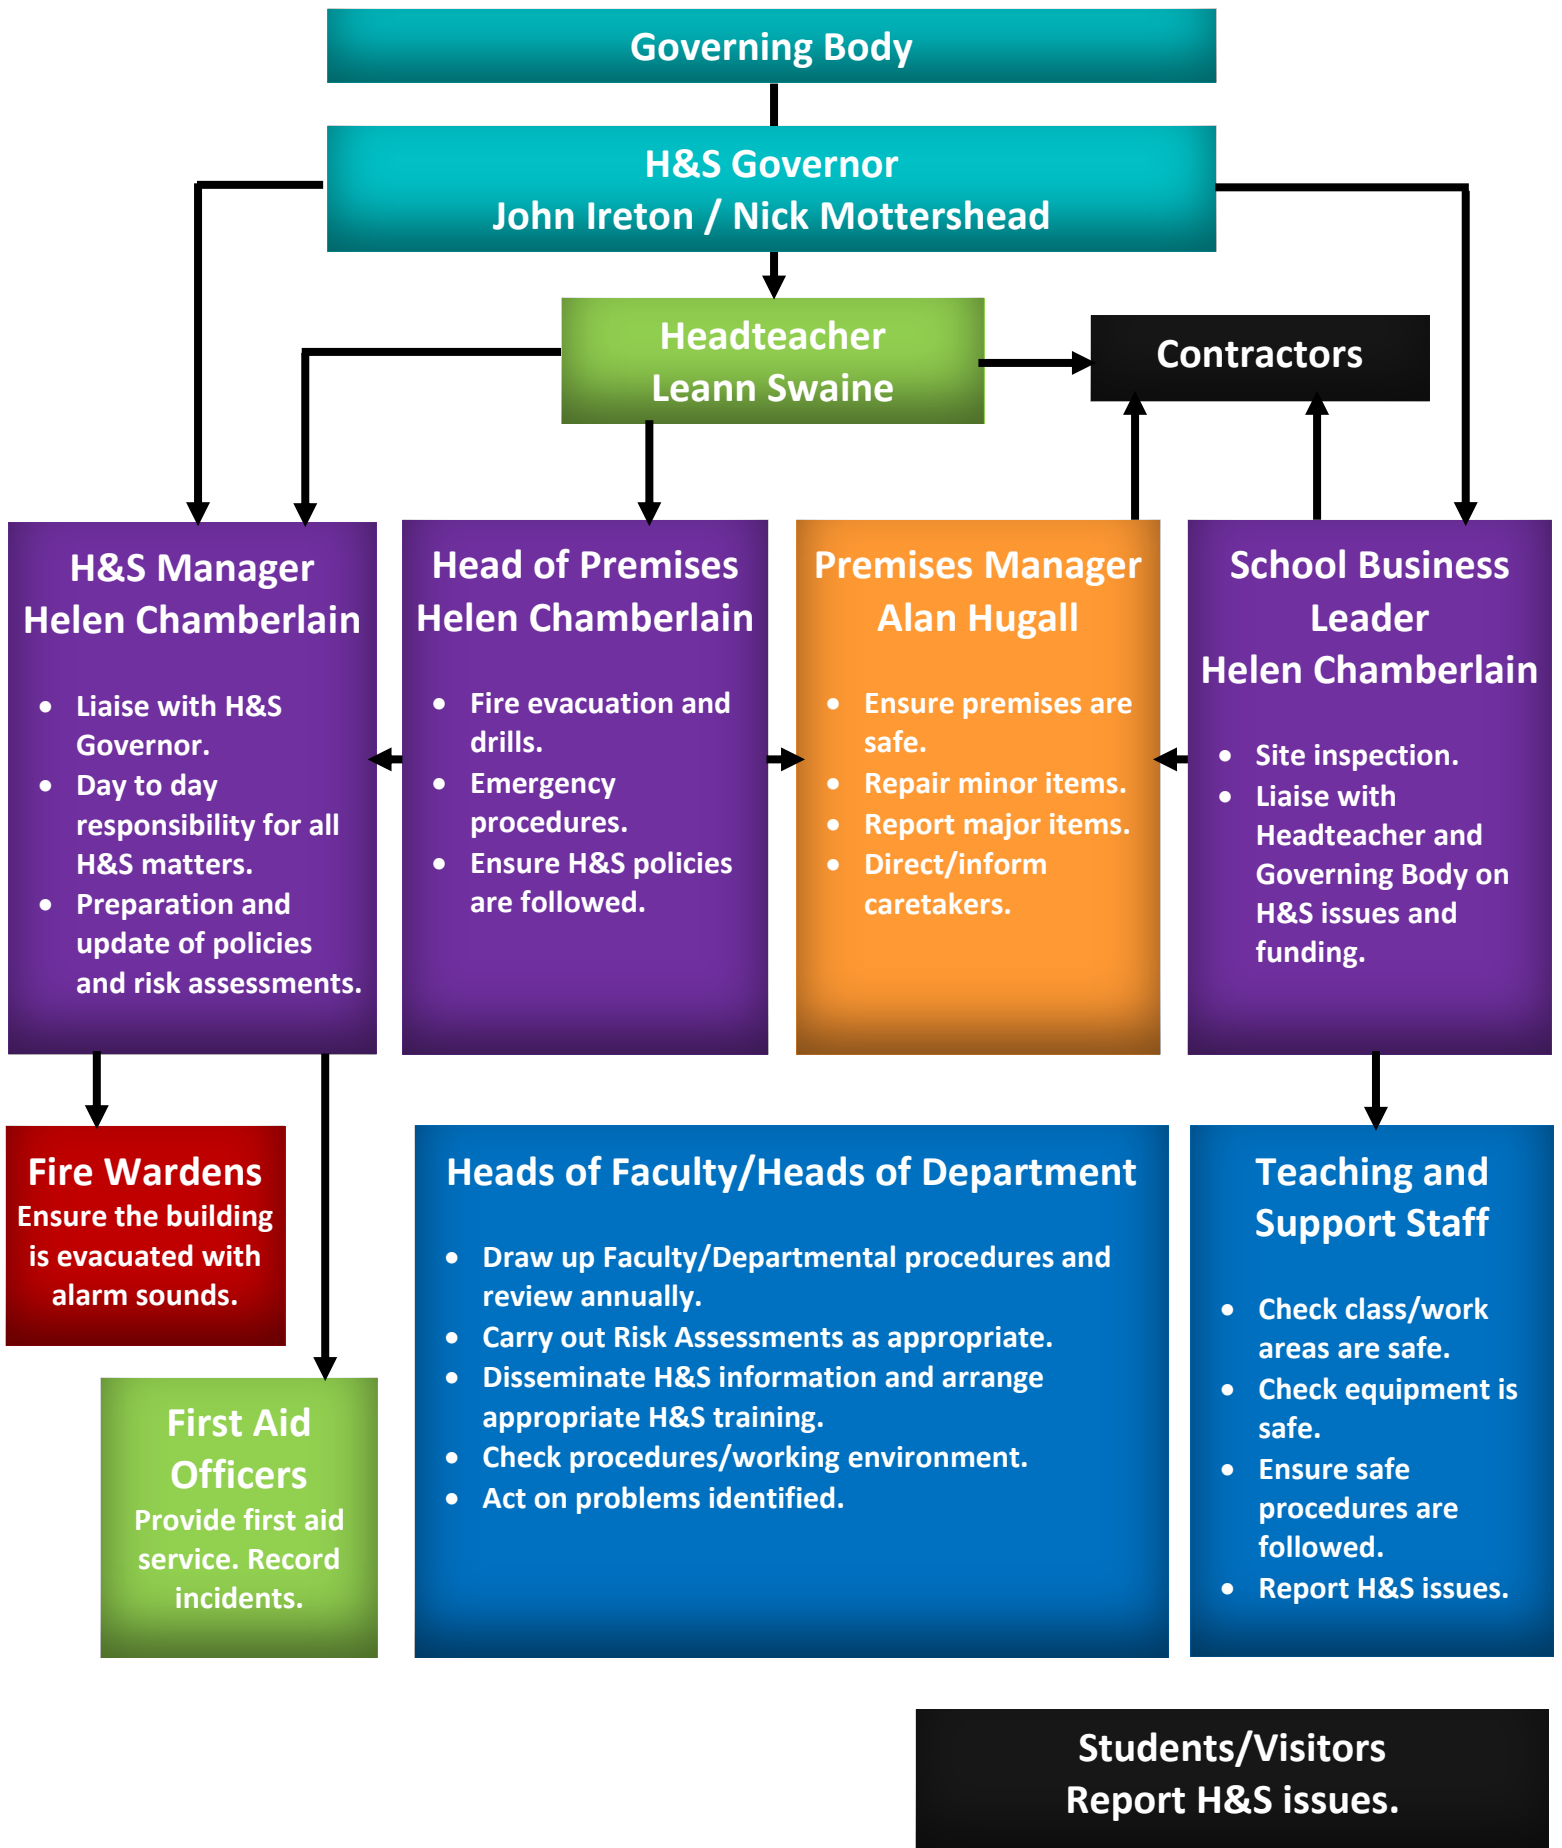 Governing Body
H&S Governor
John Ireton / Nick Mottershead
Headteacher
Leann Swaine
Contractors
H&S Manager
Helen Chamberlain
• Liaise with H&S
Governor.
• Day to day
responsibility for all
H&S matters.
• Preparation and
update of policies
and risk assessments.
Head of Premises
Helen Chamberlain
• Fire evacuation and
drills.
• Emergency
procedures.
• Ensure H&S policies
are followed.
Premises Manager
Alan Hugall
• Ensure premises are
safe.
• Repair minor items.
• Report major items.
• Direct/inform
caretakers.
School Business
Leader
Helen Chamberlain
• Site inspection.
• Liaise with
Headteacher and
Governing Body on
H&S issues and
funding.
Fire Wardens
Ensure the building
is evacuated with
alarm sounds.
First Aid
Officers
Provide first aid
service. Record
incidents.
Heads of Faculty/Heads of Department
• Draw up Faculty/Departmental procedures and
review annually.
• Carry out Risk Assessments as appropriate.
• Disseminate H&S information and arrange
appropriate H&S training.
• Check procedures/working environment.
• Act on problems identified.
Teaching and
Support Staff
• Check class/work
areas are safe.
• Check equipment is
safe.
• Ensure safe
procedures are
followed.
• Report H&S issues.
Students/Visitors
Report H&S issues.